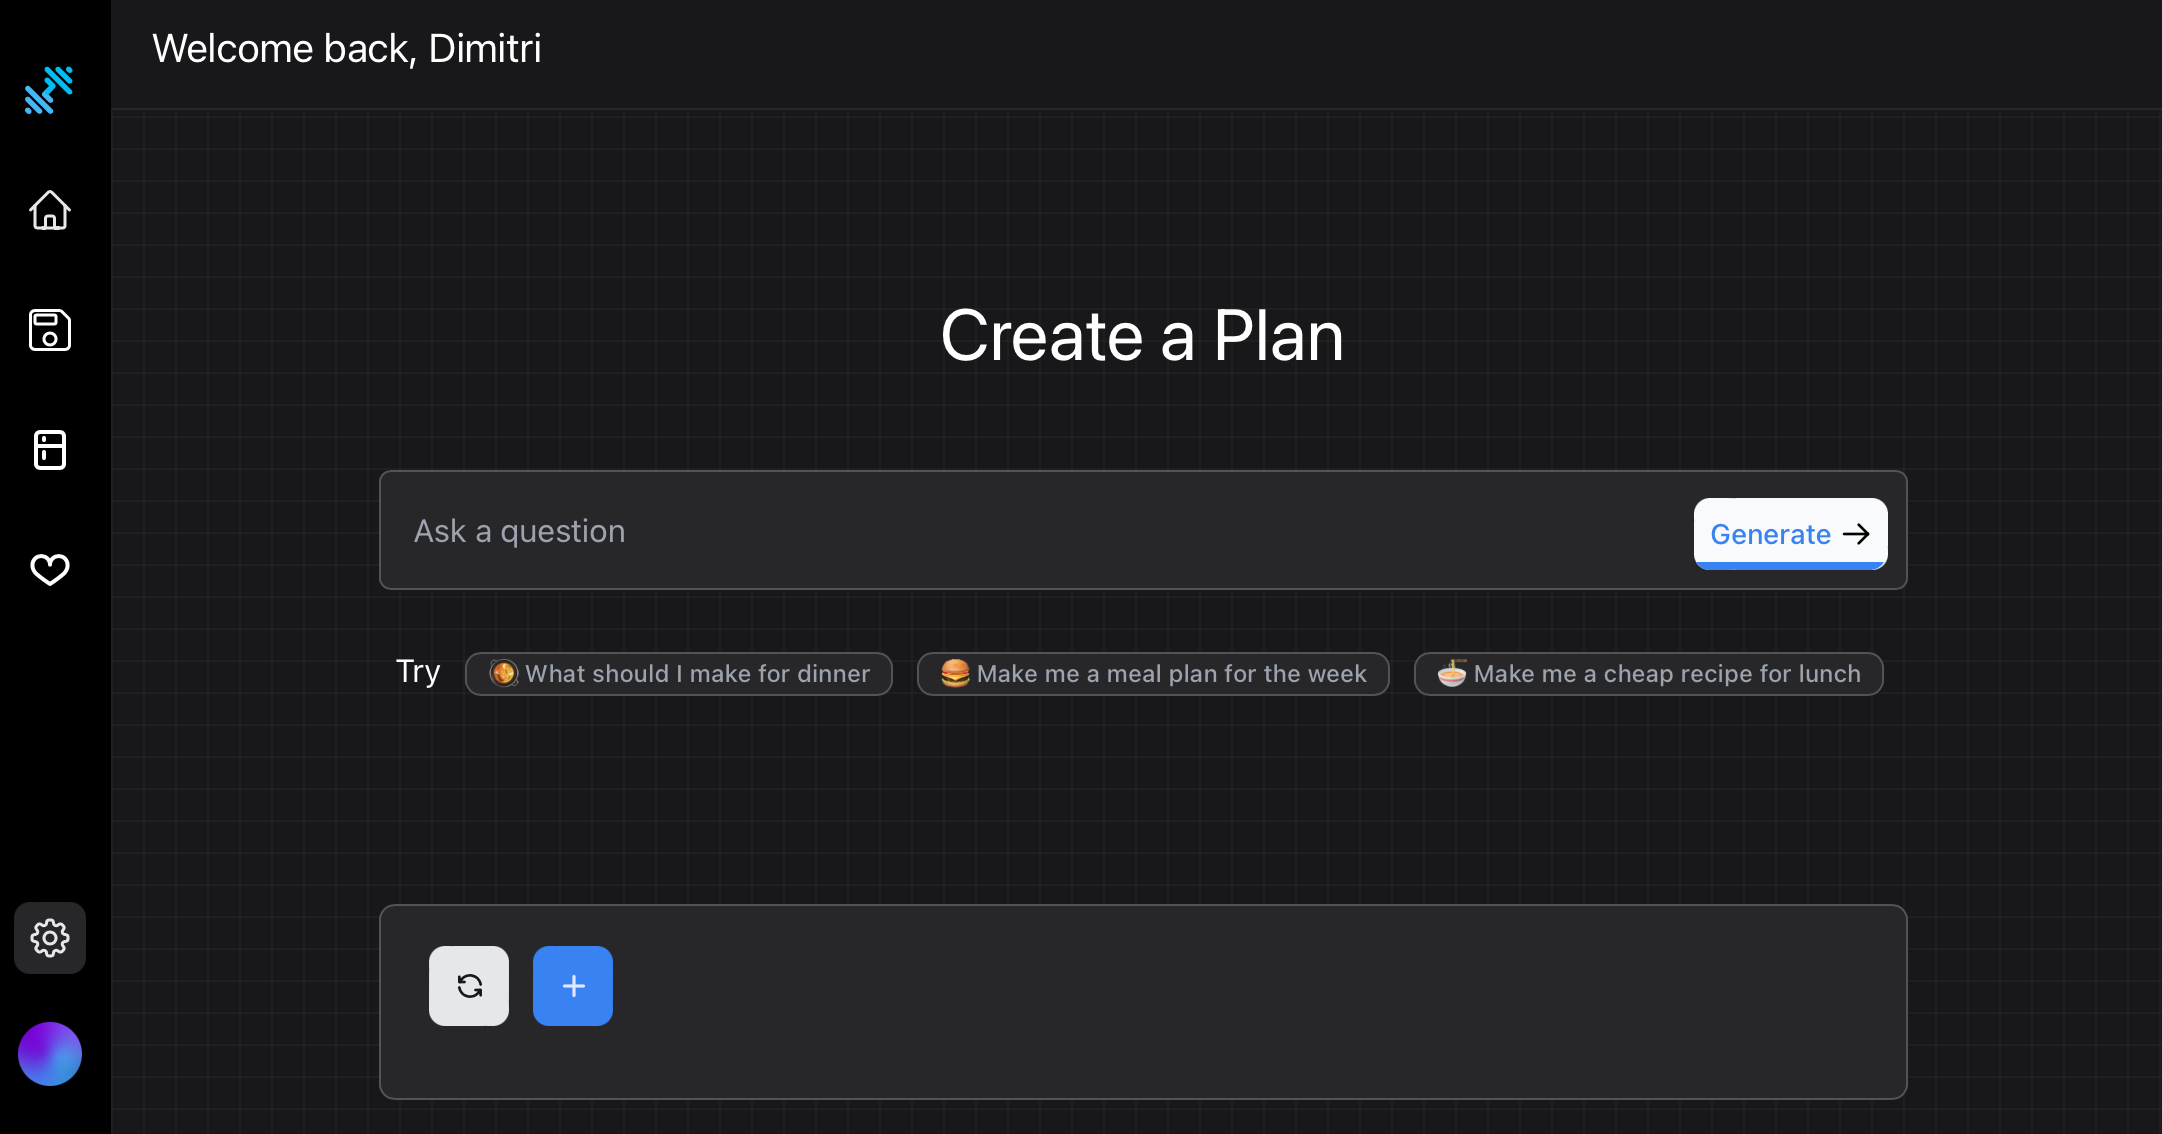 Welcome back, Dimitri
Create a Plan
Ask a question
Generate
Try
What should I make for dinner
Make me a meal plan for the week
Make me a cheap recipe for lunch